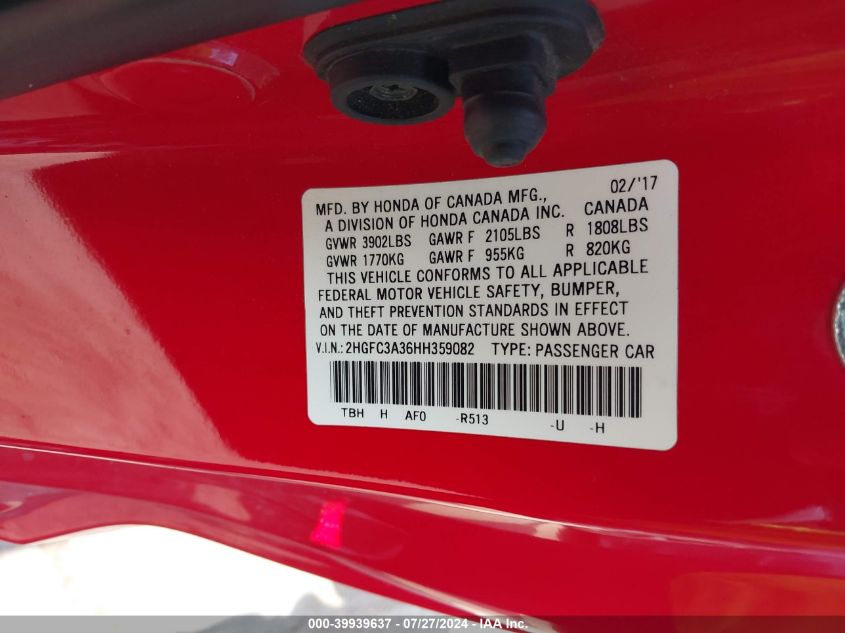 MFD. BY HONDA OF CANADA MFG., 02/'17
A DIVISION OF HONDA CANADA INC. CANADA
GVWR 3902LBS GAWR F 2105LBS R 1808LBS
GVWR 1770KG GAWR F 955KG R 820KG
THIS VEHICLE CONFORMS TO ALL APPLICABLE
FEDERAL MOTOR VEHICLE SAFETY, BUMPER,
AND THEFT PREVENTION STANDARDS IN EFFECT
ON THE DATE OF MANUFACTURE SHOWN ABOVE.
V.I.N.: 2HGFC3A36HH359082 TYPE: PASSENGER CAR
TBH H AF0 -R513 -U -H
000-39939637 - 07/27/2024 - IAA Inc.